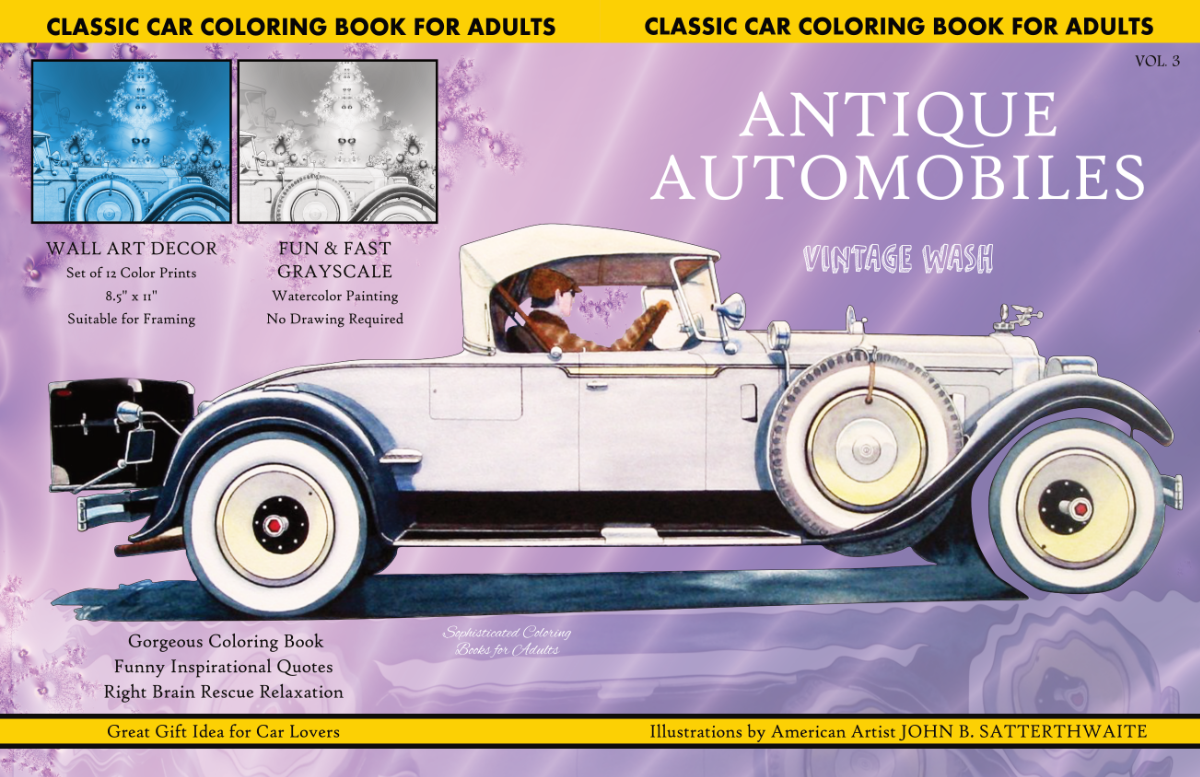 CLASSIC CAR COLORING BOOK FOR ADULTS
WALL ART DECOR
Set of 12 Color Prints
8.5" x 11"
Suitable for Framing
FUN & FAST
GRAYSCALE
Watercolor Painting
No Drawing Required
Gorgeous Coloring Book
Funny Inspirational Quotes
Right Brain Rescue Relaxation
Great Gift Idea for Car Lovers
Sophisticated Coloring
Books for Adults
CLASSIC CAR COLORING BOOK FOR ADULTS
VOL. 3
ANTIQUE
AUTOMOBILES
VINTAGE WASH
Illustrations by American Artist JOHN B. SATTERTHWAITE